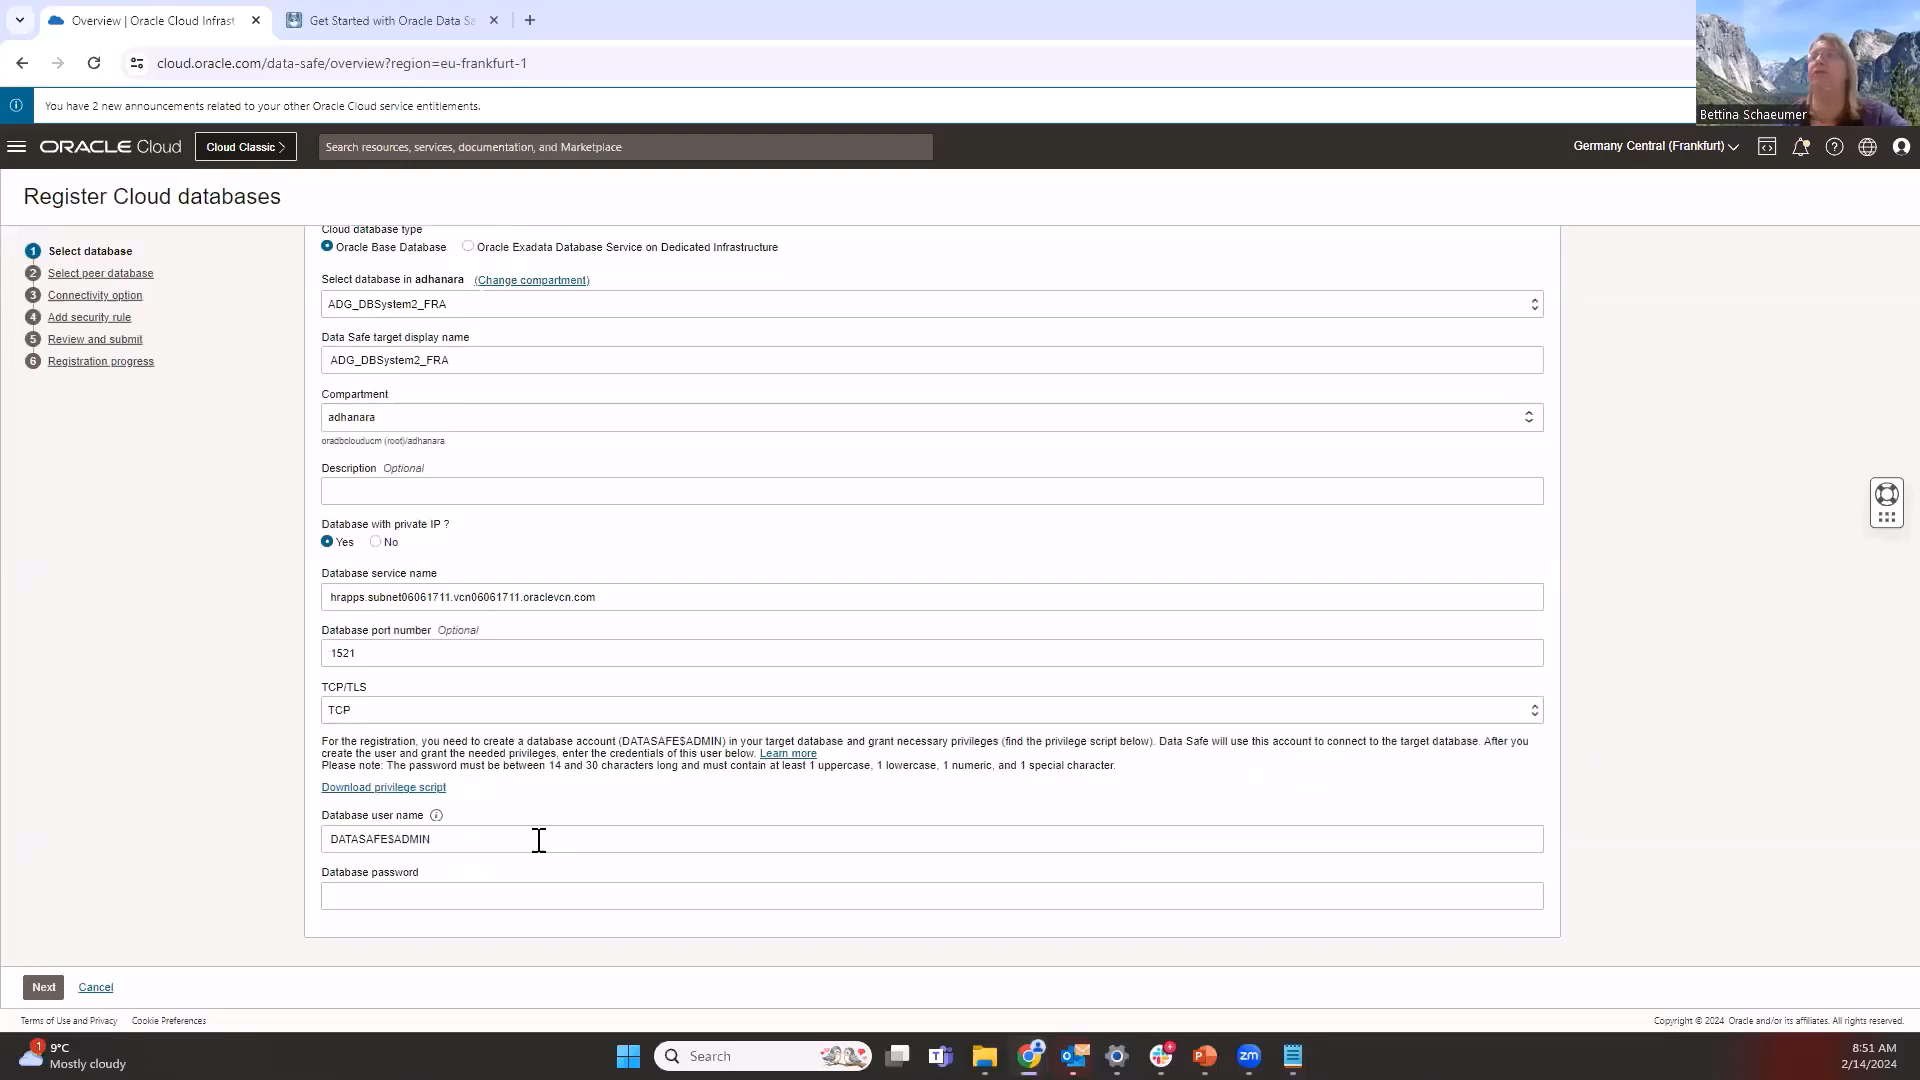 Overview | Oracle Cloud Infrast
Get Started with Oracle Data Sa
cloud.oracle.com/data-safe/overview?region=eu-frankfurt-1
You have 2 new announcements related to your other Oracle Cloud service entitlements.
Bettina Schaeumer
ORACLE Cloud
Cloud Classic >
Search resources, services, documentation, and Marketplace
Germany Central (Frankfurt)
Register Cloud databases
1 Select database
2 Select peer database
3 Connectivity option
4 Add security rule
5 Review and submit
6 Registration progress
Cloud database type
Oracle Base Database
Oracle Exadata Database Service on Dedicated Infrastructure
Select database in adhanara (Change compartment)
ADG_DBSystem2_FRA
Data Safe target display name
ADG_DBSystem2_FRA
Compartment
adhanara
oradbclouducm (root)/adhanara
Description Optional
Database with private IP ?
Yes
No
Database service name
hrapps.subnet06061711.vcn06061711.oraclevcn.com
Database port number Optional
1521
TCP/TLS
TCP
For the registration, you need to create a database account (DATASAFE$ADMIN) in your target database and grant necessary privileges (find the privilege script below). Data Safe will use this account to connect to the target database. After you
create the user and grant the needed privileges, enter the credentials of this user below. Learn more
Please note: The password must be between 14 and 30 characters long and must contain at least 1 uppercase, 1 lowercase, 1 numeric, and 1 special character.
Download privilege script
Database user name
DATASAFE$ADMIN
Database password
Next
Cancel
Terms of Use and Privacy
Cookie Preferences
Copyright © 2024 Oracle and/or its affiliates. All rights reserved.
1
9°C
Mostly cloudy
Search
zm
8:51 AM
2/14/2024